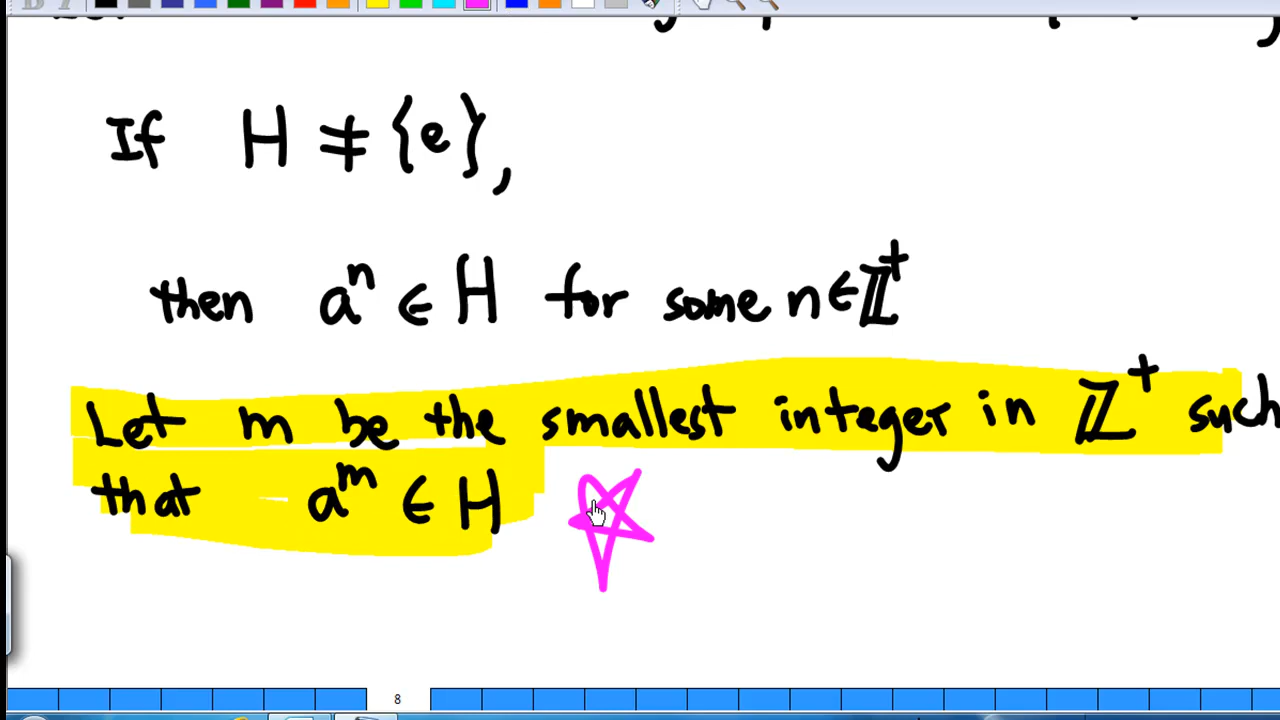 If H ≠ {e},
then aⁿ ∈ H for some n ∈ ℤ⁺
Let m be the smallest integer in ℤ⁺ such
that aᵐ ∈ H
8